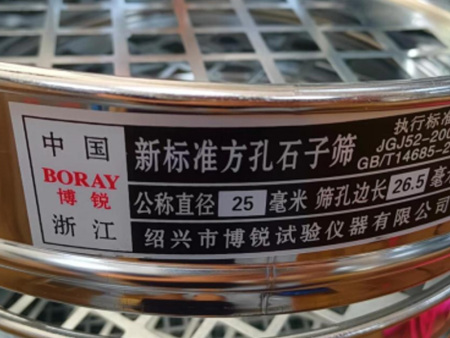 中国
BORAY
博锐
浙江
新标准方孔石子筛
执行标准
JGJ52-200
GB/T14685-2
公称直径 25 毫米 筛孔边长 26.5 毫
绍兴市博锐试验仪器有限公司